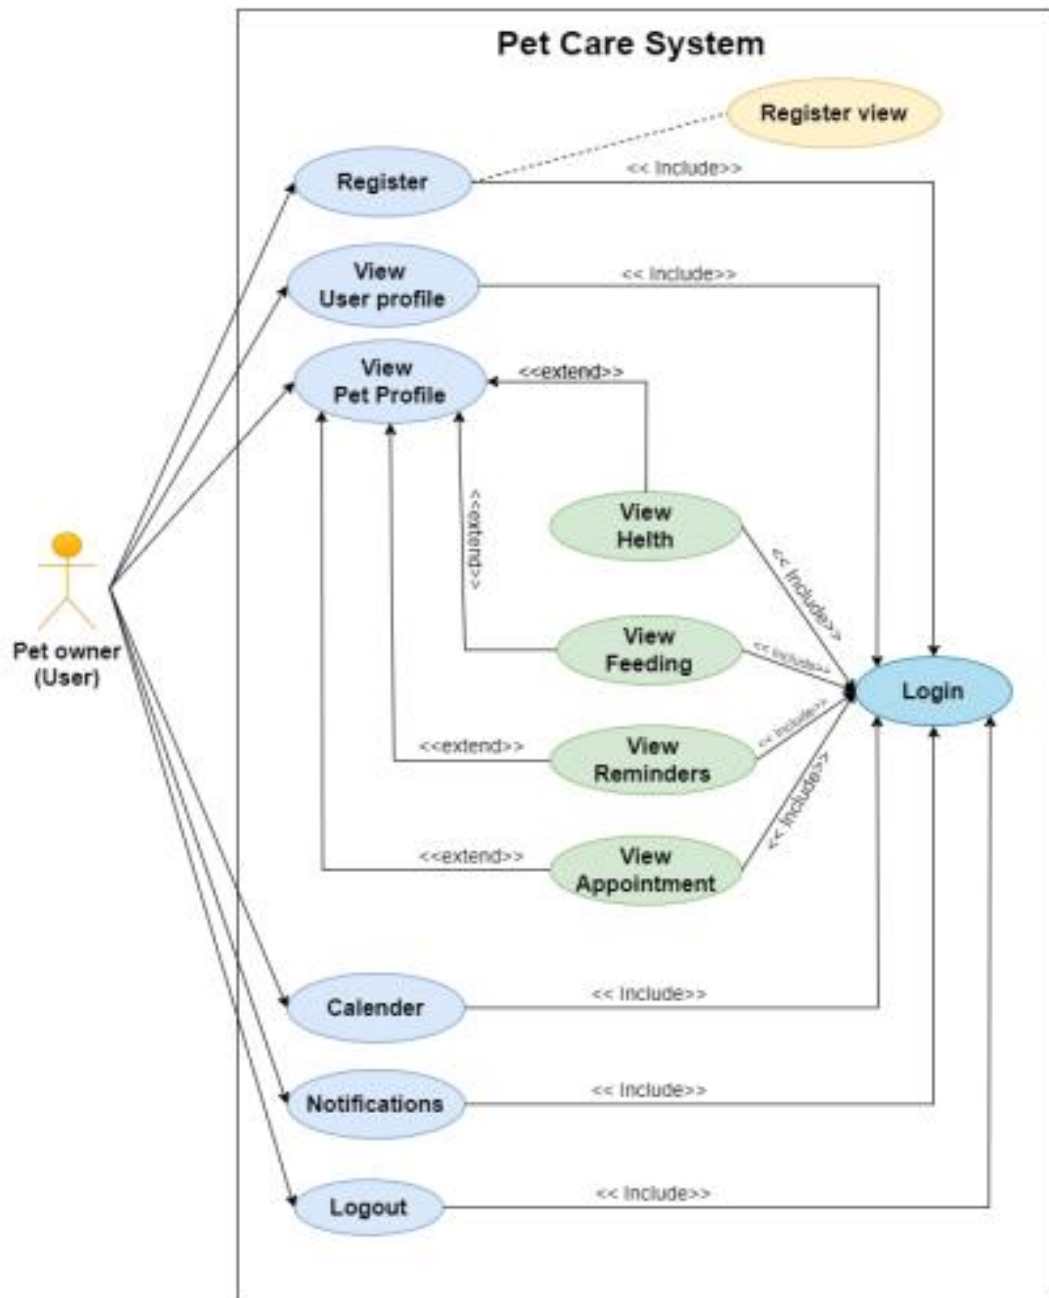 Pet Care System
Register view
Register
<< Include>>
View
User profile
<< Include>>
View
Pet Profile
<<extend>>
<<extend>>
View
Helth
<< Include>>
Pet owner
(User)
View
Feeding
<< Include>>
Login
<<extend>>
View
Reminders
<< Include>>
<<extend>>
View
Appointment
<< Include>>
Calender
<< Include>>
Notifications
<< Include>>
Logout
<< Include>>